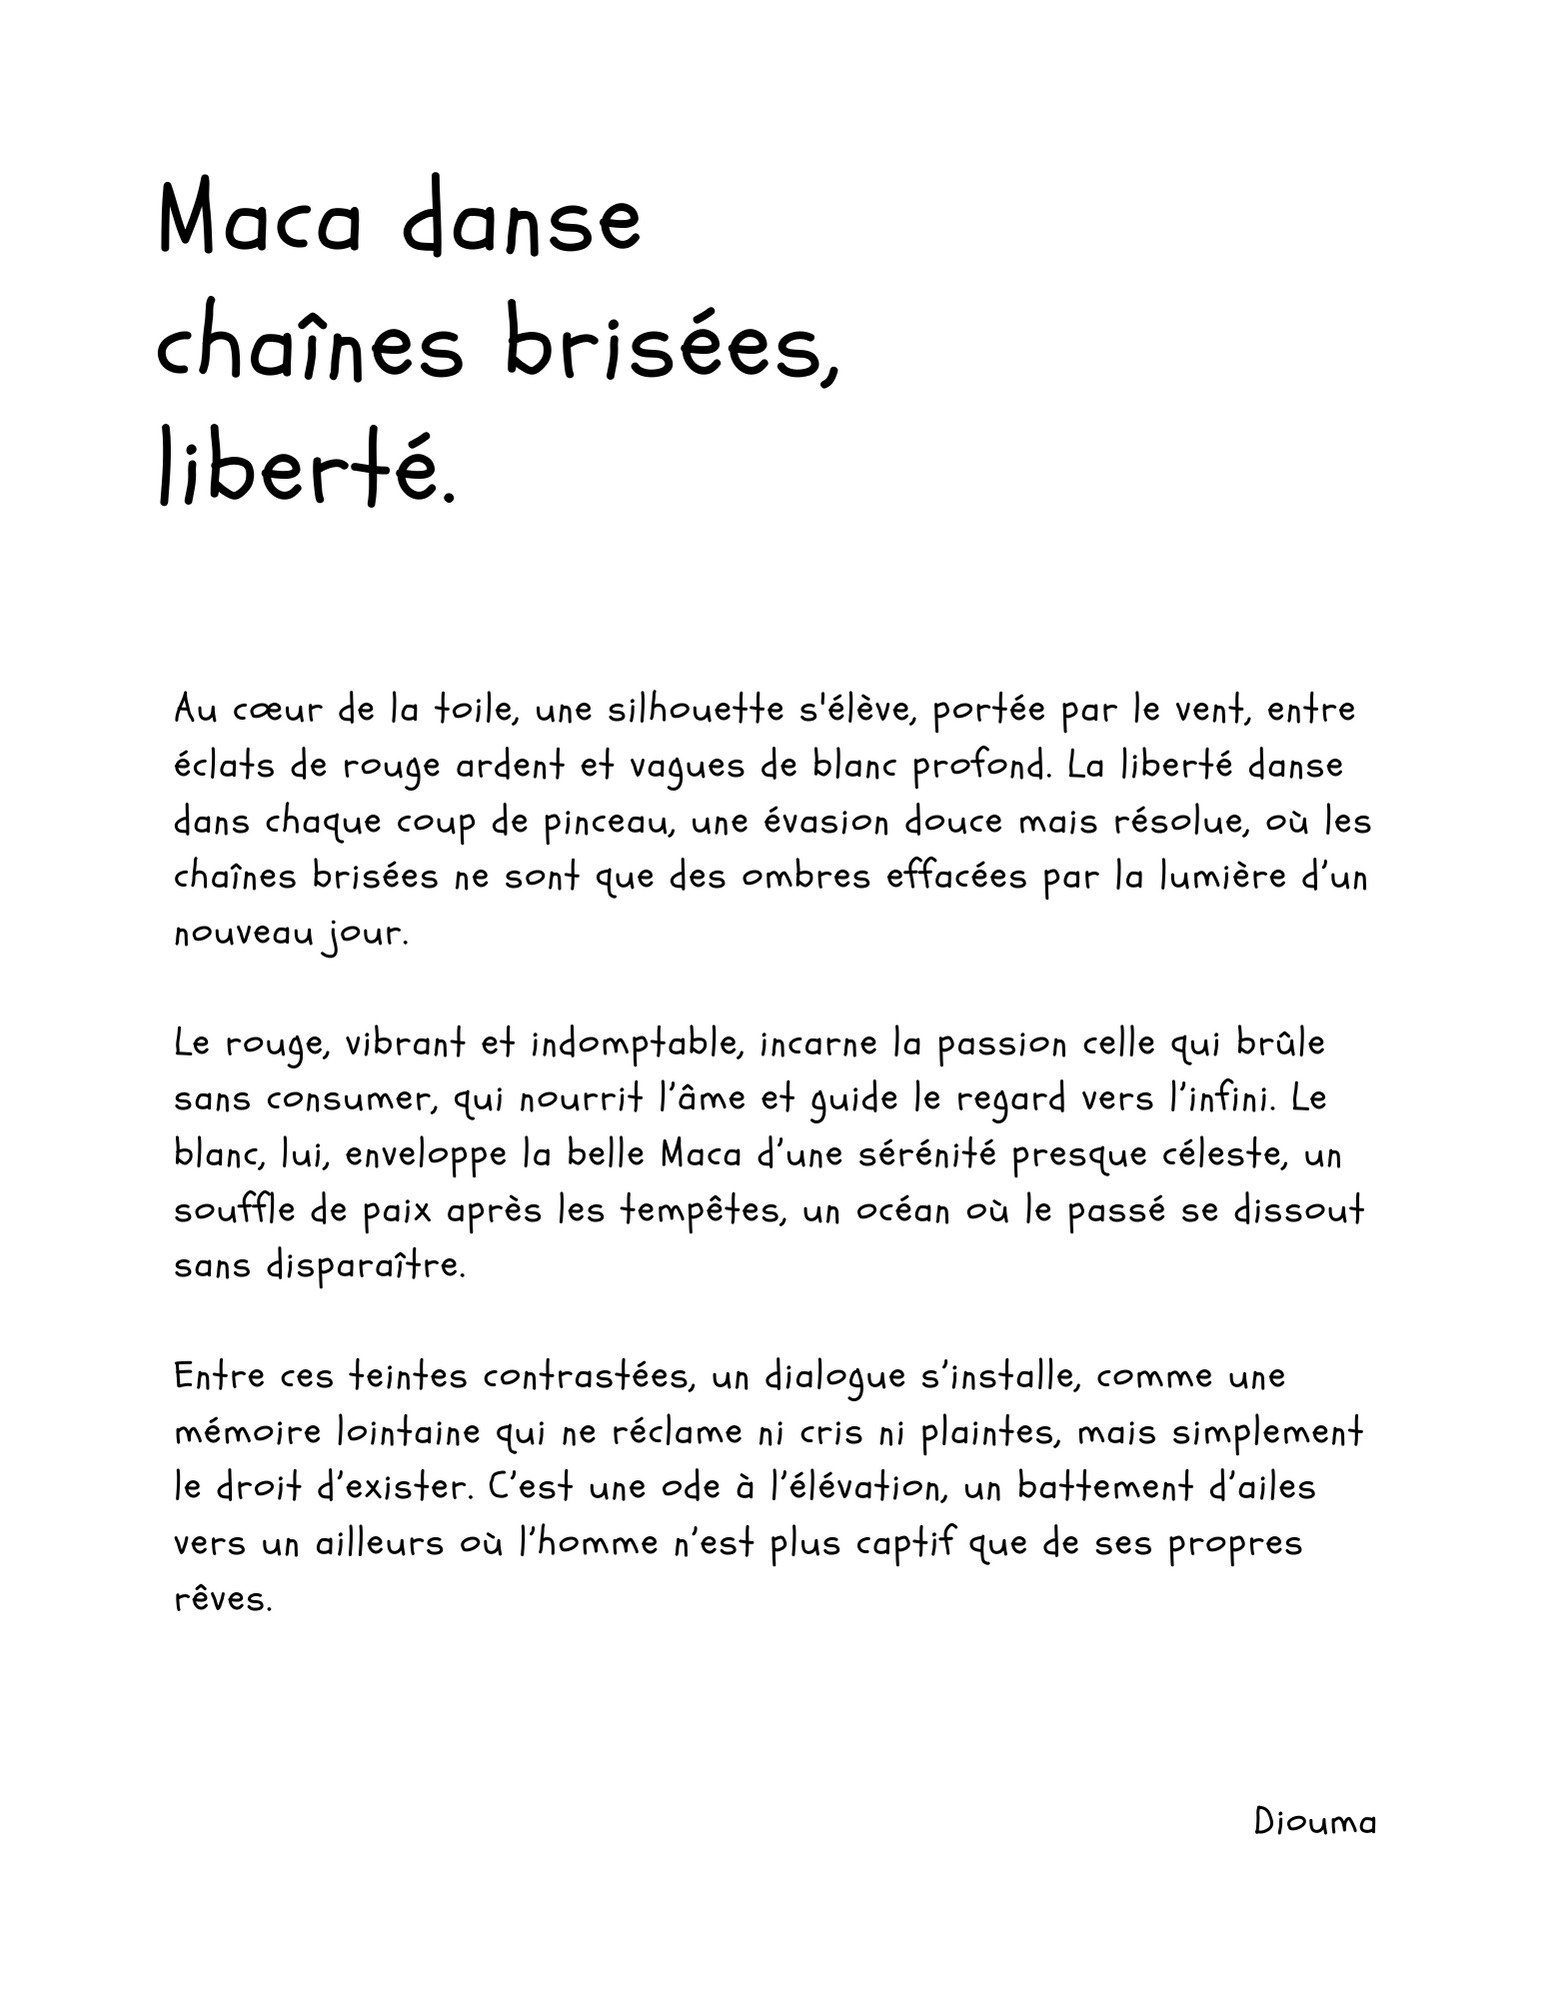 Maca danse
chaînes brisées,
liberté.
Au cœur de la toile, une silhouette s'élève, portée par le vent, entre
éclats de rouge ardent et vagues de blanc profond. La liberté danse
dans chaque coup de pinceau, une évasion douce mais résolue, où les
chaînes brisées ne sont que des ombres effacées par la lumière d’un
nouveau jour.
Le rouge, vibrant et indomptable, incarne la passion celle qui brûle
sans consumer, qui nourrit l’âme et guide le regard vers l’infini. Le
blanc, lui, enveloppe la belle Maca d’une sérénité presque céleste, un
souffle de paix après les tempêtes, un océan où le passé se dissout
sans disparaître.
Entre ces teintes contrastées, un dialogue s’installe, comme une
mémoire lointaine qui ne réclame ni cris ni plaintes, mais simplement
le droit d’exister. C’est une ode à l’élévation, un battement d’ailes
vers un ailleurs où l’homme n’est plus captif que de ses propres
rêves.
Diouma